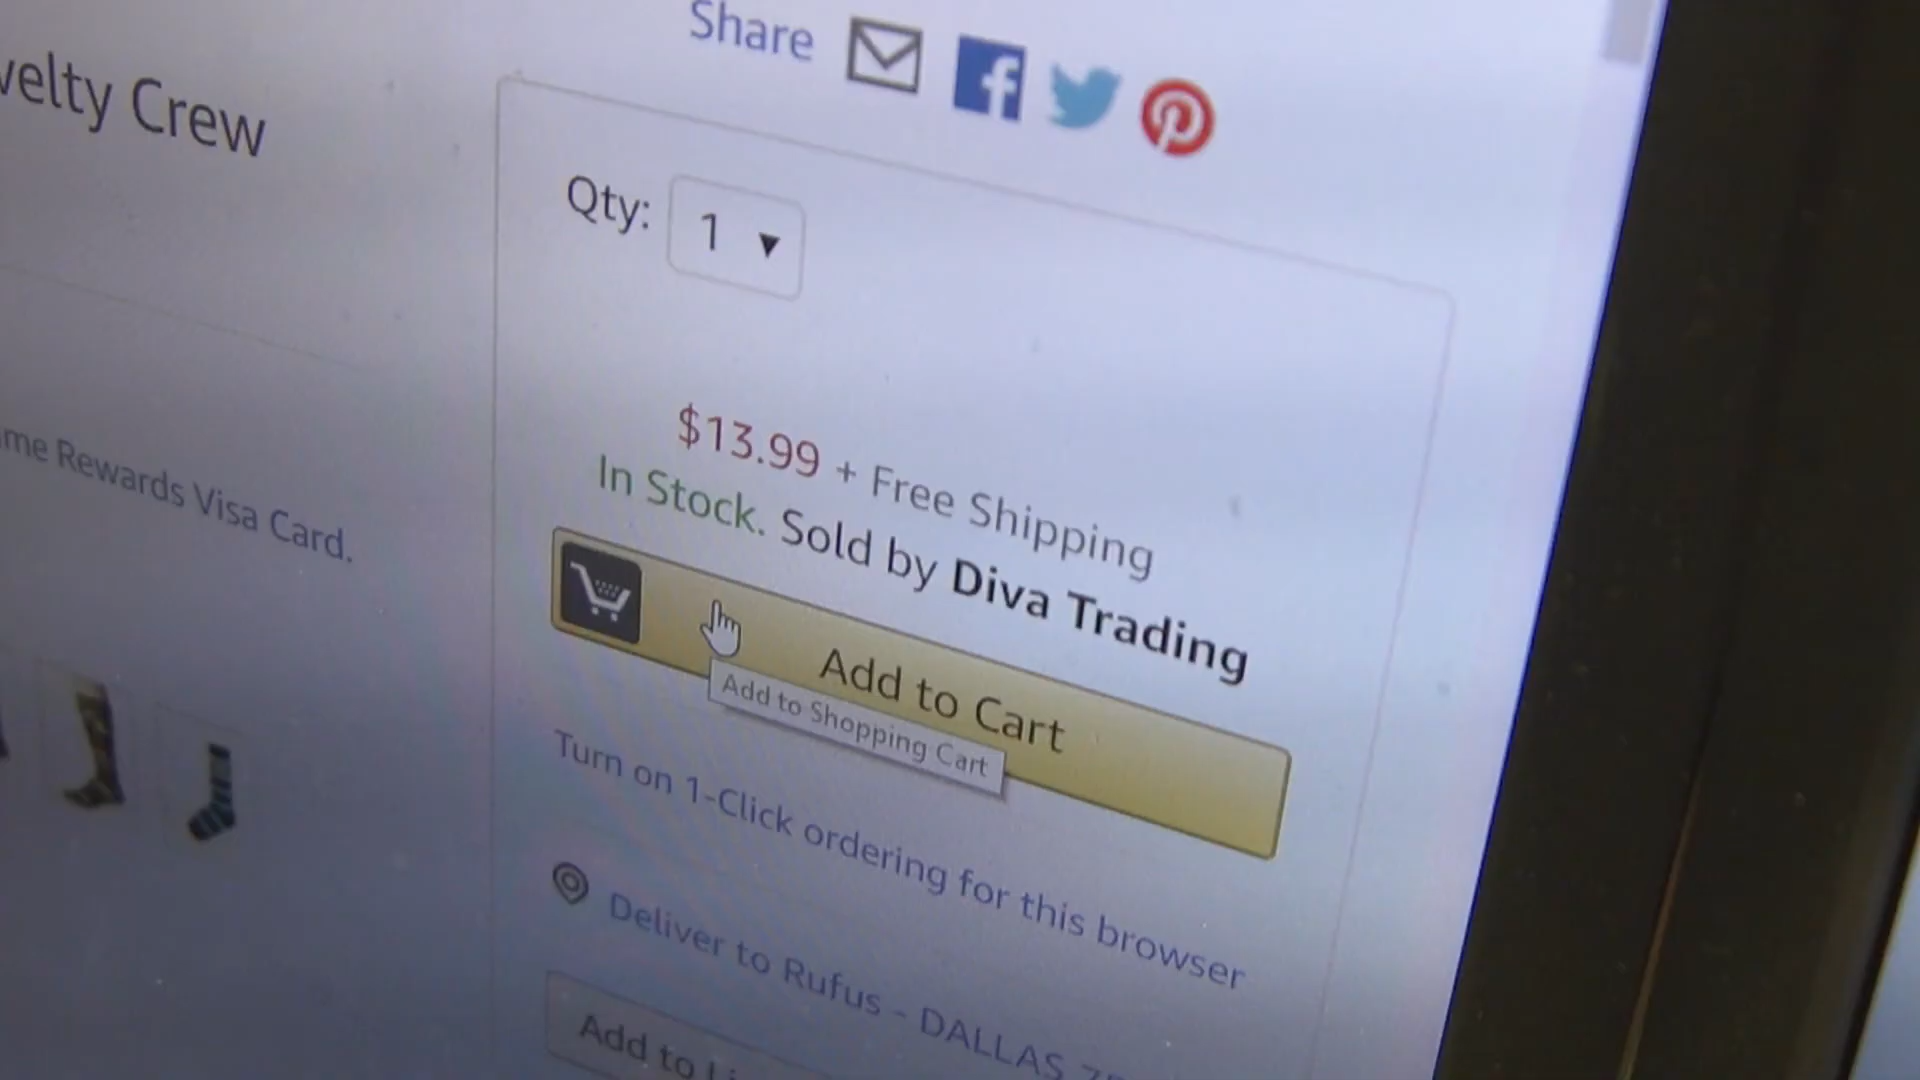 Share
Crew
Qty: 1
$13.99 + Free Shipping
In Stock. Sold by Diva Trading
Rewards Visa Card.
Add to Cart
Add to Shopping Cart
Turn on 1-Click ordering for this browser
Deliver to Rufus - DALLAS
Add to